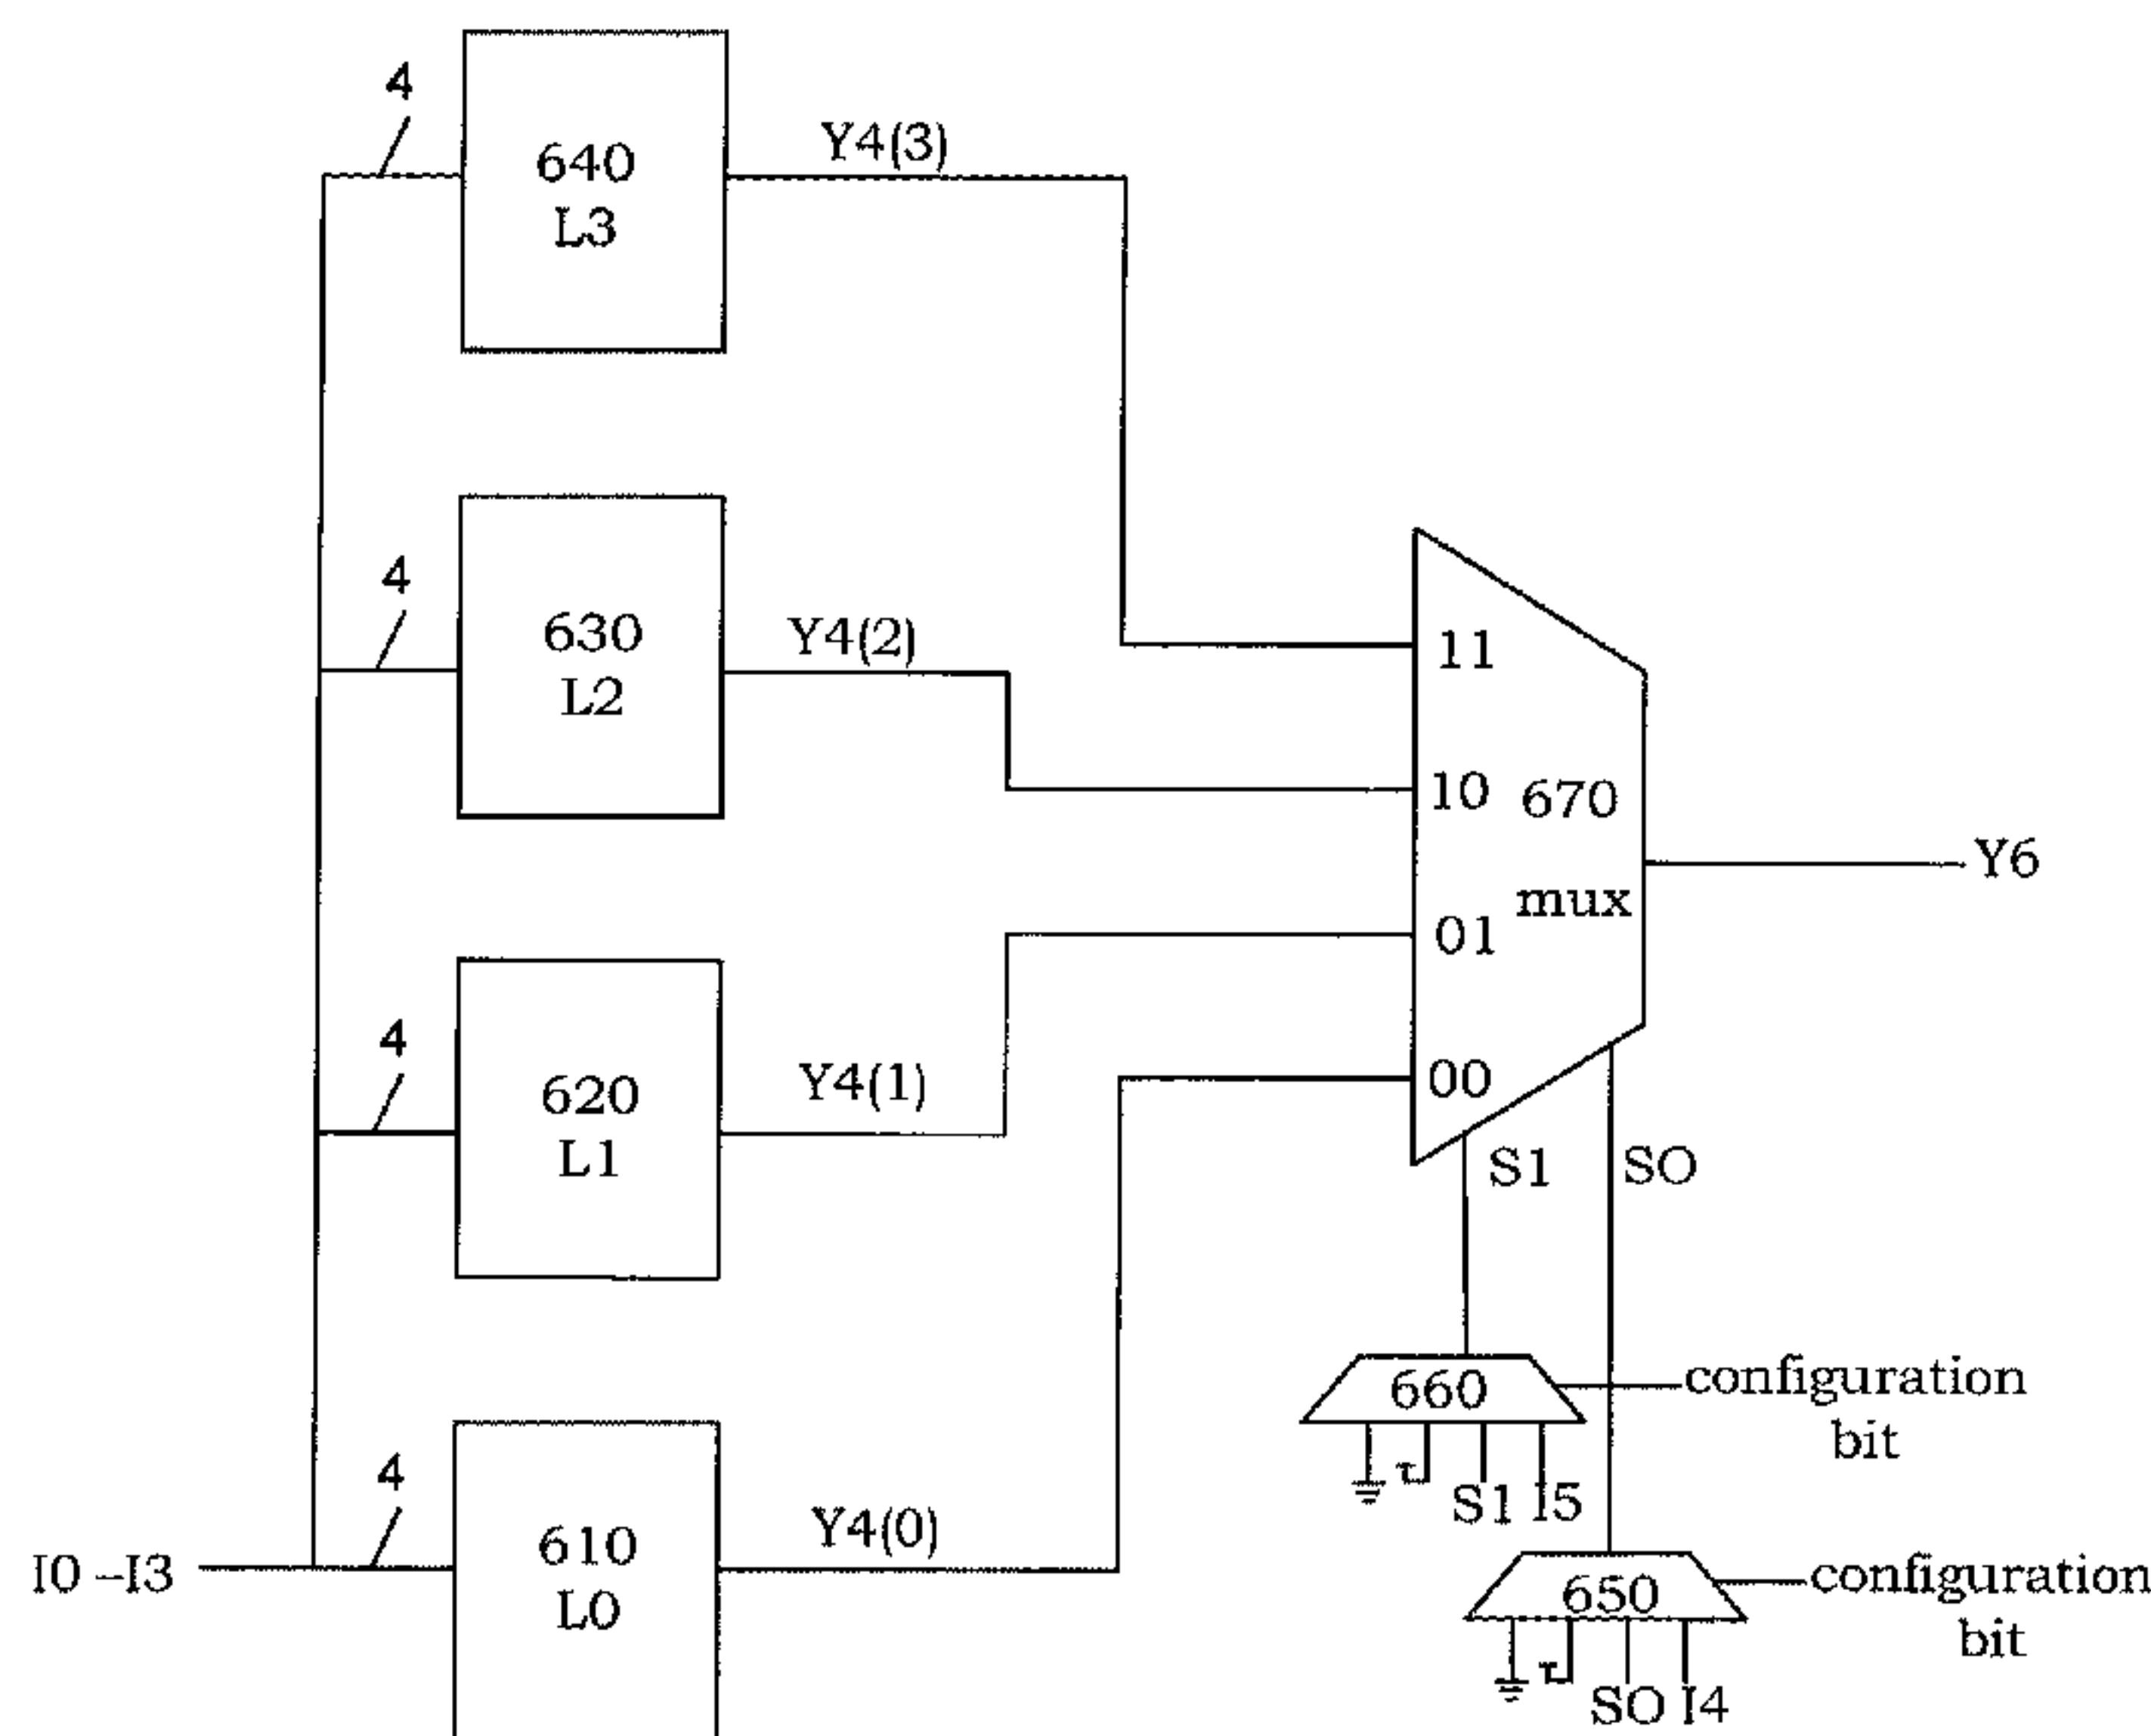 4
640
L3
Y4(3)
4
630
L2
Y4(2)
11
10
670
mux
01
00
Y6
4
620
L1
Y4(1)
S1
SO
660
configuration
bit
S1
I5
I0 –I3
4
610
L0
Y4(0)
650
configuration
bit
SO
I4